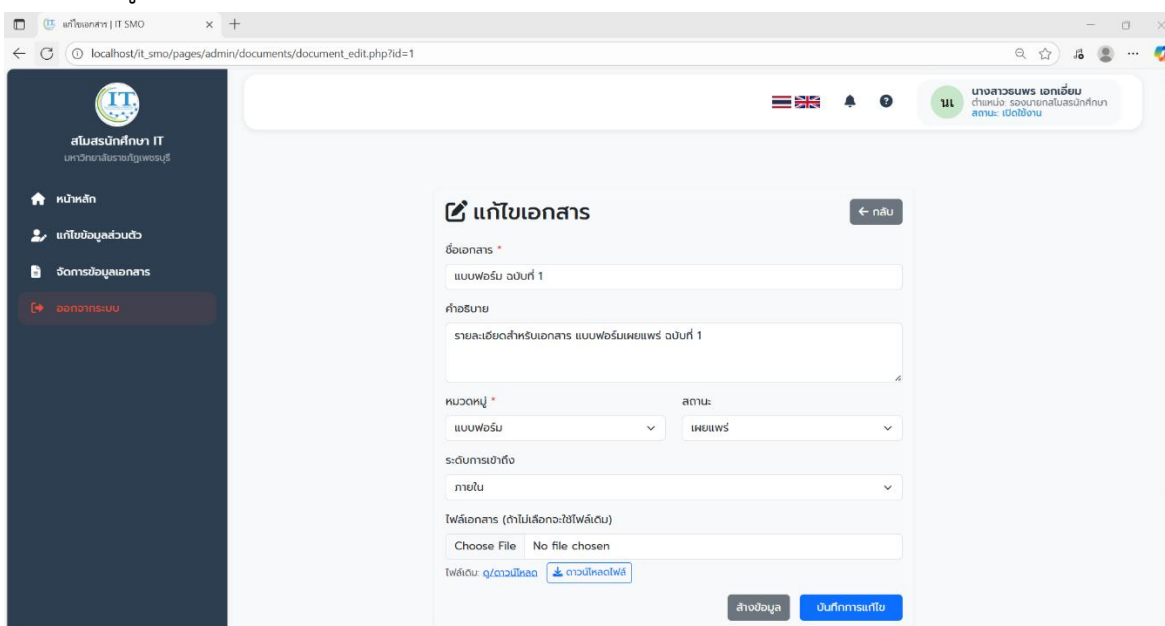 แก้ไขเอกสาร | IT SMO
localhost/it_smo/pages/admin/documents/document_edit.php?id=1
IT
สโมสรนักศึกษา IT
มหาวิทยาลัยราชภัฏเพชรบุรี
นเ
นางสาวธนพร เอกเอี่ยม
ตำแหน่ง: รองนายกสโมสรนักศึกษา
สถานะ: เปิดใช้งาน
หน้าหลัก
แก้ไขข้อมูลส่วนตัว
จัดการข้อมูลเอกสาร
ออกจากระบบ
แก้ไขเอกสาร
← กลับ
ชื่อเอกสาร *
แบบฟอร์ม ฉบับที่ 1
คำอธิบาย
รายละเอียดสำหรับเอกสาร แบบฟอร์มเผยแพร่ ฉบับที่ 1
หมวดหมู่ * สถานะ
แบบฟอร์ม เผยแพร่
ระดับการเข้าถึง
ภายใน
ไฟล์เอกสาร (ถ้าไม่เลือกจะใช้ไฟล์เดิม)
Choose File No file chosen
ไฟล์เดิม: ดู/ดาวน์โหลด ดาวน์โหลดไฟล์
ล้างข้อมูล บันทึกการแก้ไข